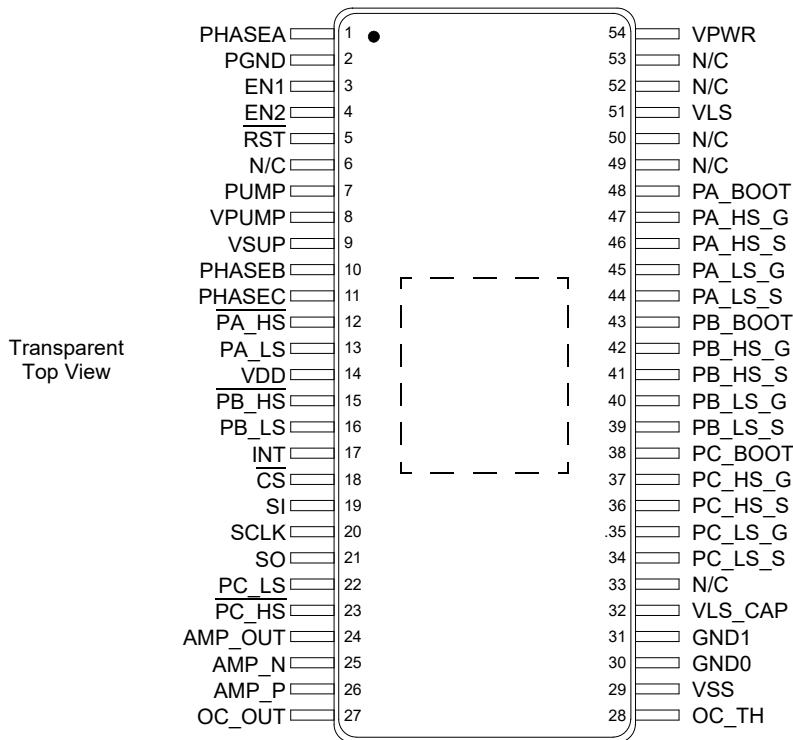 PHASEA 1 54 VPWR
PGND 2 53 N/C
EN1 3 52 N/C
EN2 4 51 VLS
RST 5 50 N/C
N/C 6 49 N/C
PUMP 7 48 PA_BOOT
VPUMP 8 47 PA_HS_G
VSUP 9 46 PA_HS_S
PHASEB 10 45 PA_LS_G
PHASEC 11 44 PA_LS_S
PA_HS 12 43 PB_BOOT
Transparent
Top View
PA_LS 13 42 PB_HS_G
VDD 14 41 PB_HS_S
PB_HS 15 40 PB_LS_G
PB_LS 16 39 PB_LS_S
INT 17 38 PC_BOOT
CS 18 37 PC_HS_G
SI 19 36 PC_HS_S
SCLK 20 .35 PC_LS_G
SO 21 34 PC_LS_S
PC_LS 22 33 N/C
PC_HS 23 32 VLS_CAP
AMP_OUT 24 31 GND1
AMP_N 25 30 GND0
AMP_P 26 29 VSS
OC_OUT 27 28 OC_TH